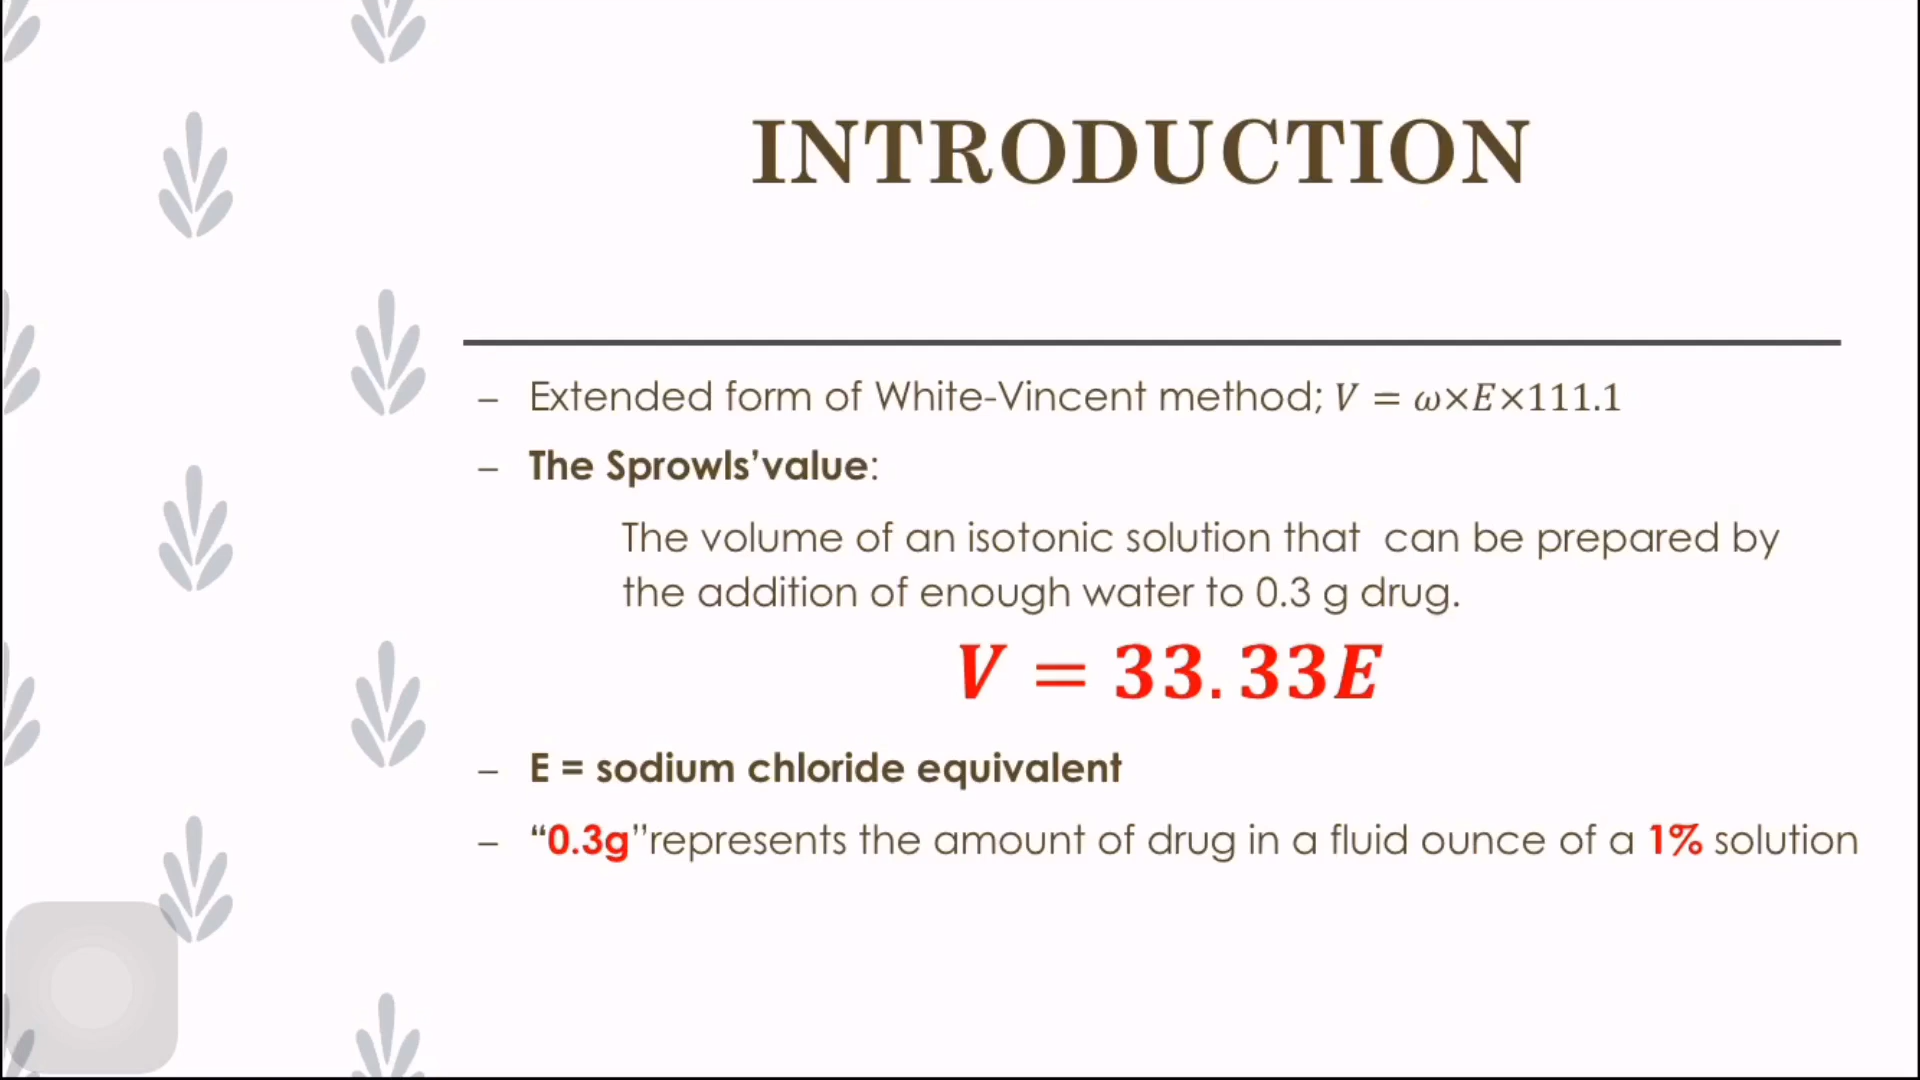 INTRODUCTION
– Extended form of White-Vincent method; V = ω×E×111.1
– The Sprowls’value:
The volume of an isotonic solution that can be prepared by
the addition of enough water to 0.3 g drug.
V = 33.33E
– E = sodium chloride equivalent
– “0.3g”represents the amount of drug in a fluid ounce of a 1% solution